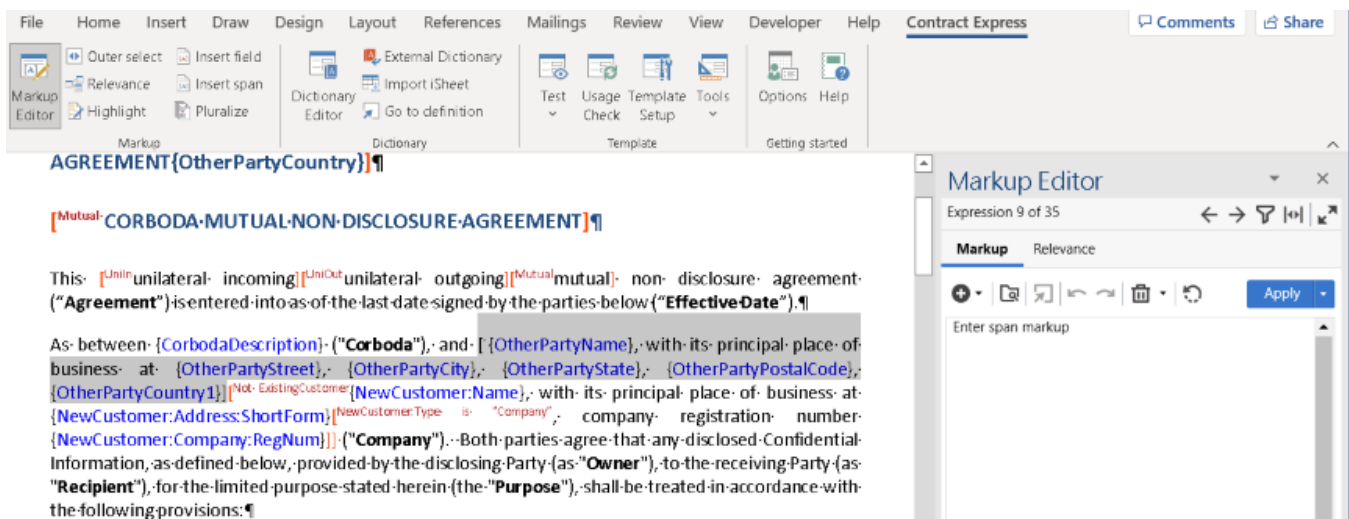 File Home Insert Draw Design Layout References Mailings Review View Developer Help Contract Express Comments Share
Outer select Insert field External Dictionary
Relevance Insert span Import iSheet
Highlight Pluralize Go to definition
Markup Editor Dictionary Editor Test Usage Check Template Setup Tools Options Help
Markup Dictionary Template Getting started
AGREEMENT{OtherPartyCountry}]¶
[Mutual·CORBODA·MUTUAL·NON·DISCLOSURE·AGREEMENT]¶
This· [UniInunilateral· incoming][UniOutunilateral· outgoing][Mutualmutual]· non· disclosure· agreement·
("Agreement")·is·entered·into·as·of·the·last·date·signed·by·the·parties·below·("Effective·Date").¶
As· between· {CorbodaDescription}· ("Corboda"),· and· [·{OtherPartyName},·with·its·principal·place·of·
business· at· {OtherPartyStreet},· {OtherPartyCity},· {OtherPartyState},· {OtherPartyPostalCode},·
{OtherPartyCountry1}][Not·ExistingCustomer{NewCustomer:Name},· with· its· principal· place· of· business· at·
{NewCustomer:Address:ShortForm}[NewCustomer:Type· is· "Company",· company· registration· number·
{NewCustomer:Company:RegNum}]]·("Company").··Both·parties·agree·that·any·disclosed·Confidential·
Information,·as·defined·below,·provided·by·the·disclosing·Party·(as·"Owner"),·to·the·receiving·Party·(as·
"Recipient"),·for·the·limited·purpose·stated·herein·(the·"Purpose"),·shall·be·treated·in·accordance·with·
the·following·provisions:¶
Markup Editor
Expression 9 of 35
Markup Relevance
Apply
Enter span markup